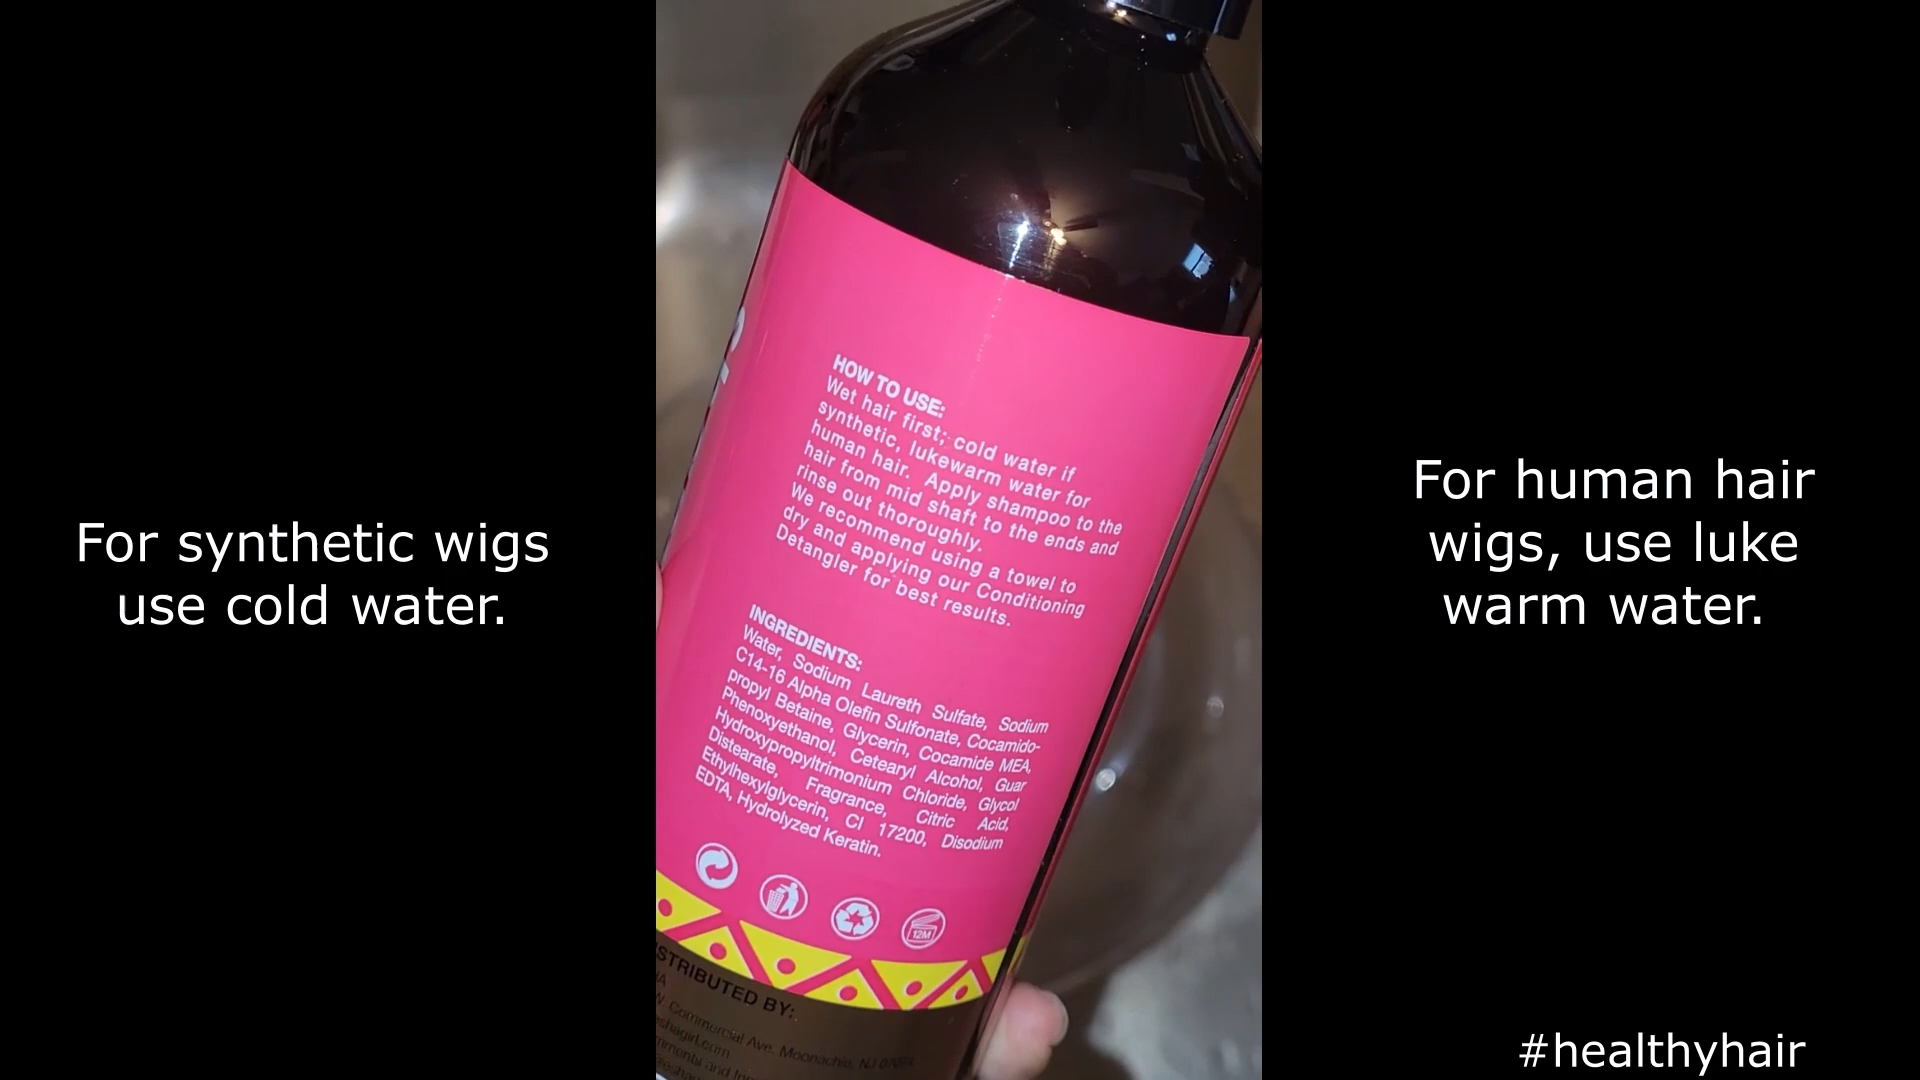 For synthetic wigs
use cold water.
HOW TO USE:
Wet hair first; cold water if
synthetic, lukewarm water for
human hair. Apply shampoo to the
hair from mid shaft to the ends and
rinse out thoroughly.
We recommend using a towel to
dry and applying our Conditioning
Detangler for best results.
INGREDIENTS:
Water, Sodium Laureth Sulfate, Sodium
C14-16 Alpha Olefin Sulfonate, Cocamido-
propyl Betaine, Glycerin, Cocamide MEA,
Phenoxyethanol, Cetearyl Alcohol, Guar
Hydroxypropyltrimonium Chloride, Glycol
Distearate, Fragrance, Citric Acid,
Ethylhexylglycerin, CI 17200, Disodium
EDTA, Hydrolyzed Keratin.
12M
STRIBUTED BY:
Commercial Ave. Moonachie, NJ
For human hair
wigs, use luke
warm water.
#healthyhair